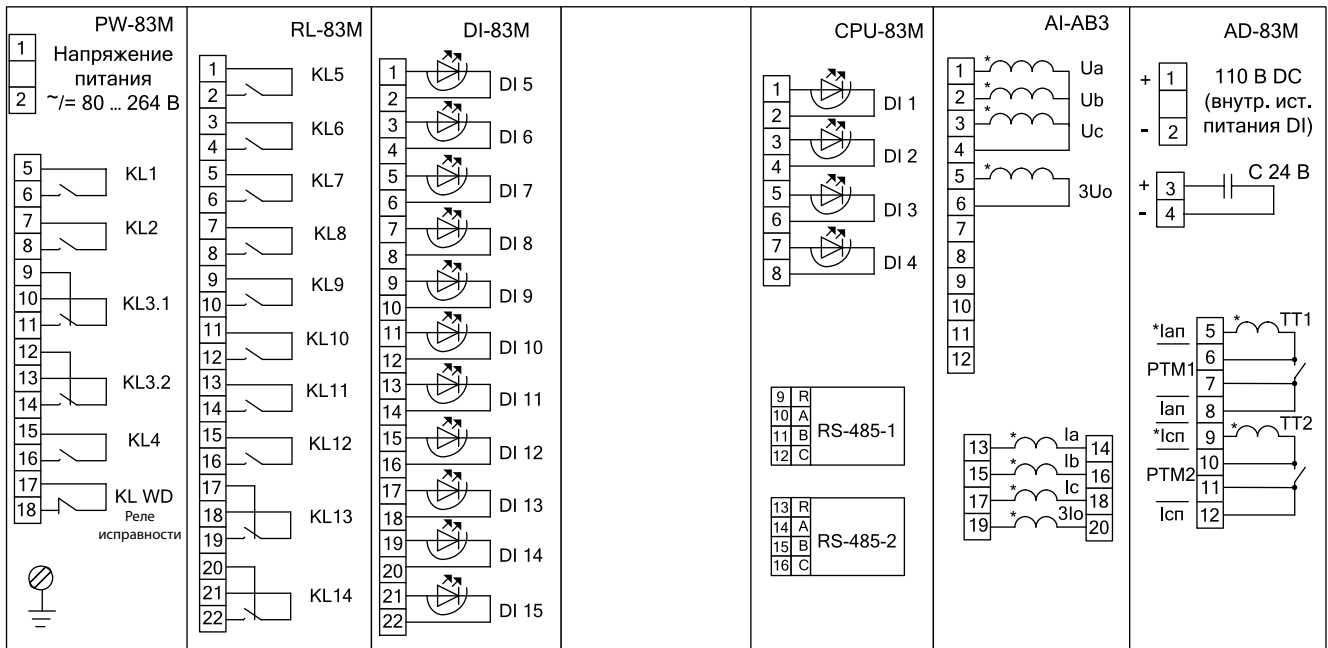 PW-83M
1
Напряжение
питания
2
~/= 80 ... 264 В
5
KL1
6
7
KL2
8
9
10
KL3.1
11
12
13
KL3.2
14
15
KL4
16
17
KL WD
18
Реле
исправности
RL-83M
1
KL5
2
3
KL6
4
5
KL7
6
7
KL8
8
9
KL9
10
11
KL10
12
13
KL11
14
15
KL12
16
17
18
KL13
19
20
21
KL14
22
DI-83M
1
DI 5
2
3
DI 6
4
5
DI 7
6
7
DI 8
8
9
DI 9
10
11
DI 10
12
13
DI 11
14
15
DI 12
16
17
DI 13
18
19
DI 14
20
21
DI 15
22
CPU-83M
1
DI 1
2
3
DI 2
4
5
DI 3
6
7
DI 4
8
9 R
10 A
RS-485-1
11 B
12 C
13 R
14 A
RS-485-2
15 B
16 C
AI-AB3
1 * Ua
2 * Ub
3 * Uc
4
5 *
3Uo
6
7
8
9
10
11
12
13 * Ia 14
15 * Ib 16
17 * Ic 18
19 * 3Io 20
AD-83M
+ 1
110 В DC
(внутр. ист.
- 2
питания DI)
С 24 В
+ 3
- 4
*Iап 5 * ТТ1
6
РТМ1
7
Iап 8
*Iсп 9 * ТТ2
10
РТМ2
11
Iсп 12